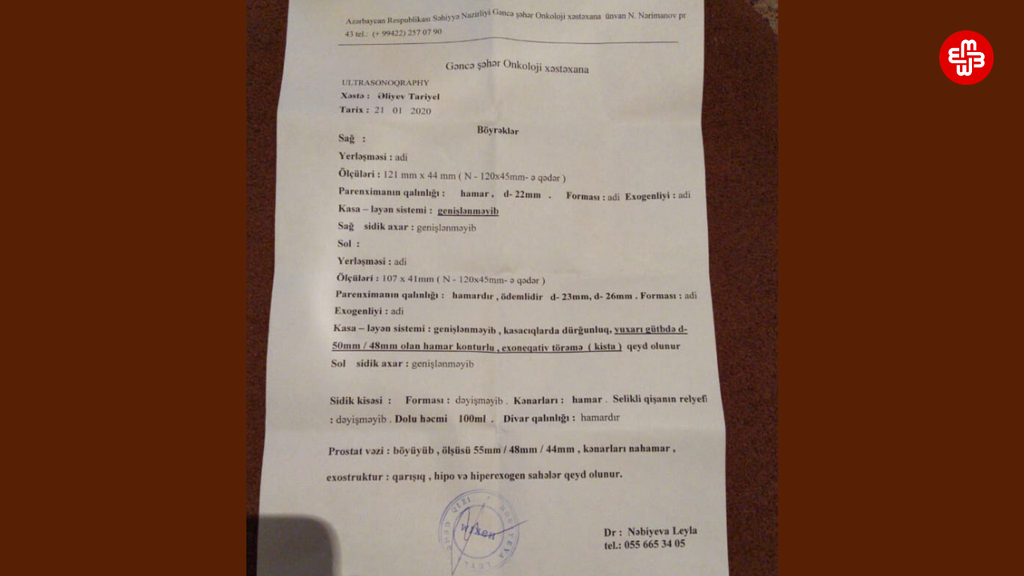 Azərbaycan Respublikası Səhiyyə Nazirliyi Gəncə şəhər Onkoloji xəstəxana ünvan N. Nərimanov pr
43 tel.: (+ 99422) 257 07 90
Gəncə şəhər Onkoloji xəstəxana
ULTRASONOQRAPHY
Xəstə : Əliyev Tariyel
Tarix : 21 01 2020
Böyrəklər
Sağ :
Yerləşməsi : adi
Ölçüləri : 121 mm x 44 mm ( N - 120x45mm- ə qədər )
Parenximanın qalınlığı : hamar , d- 22mm . Forması : adi Exogenliyi : adi
Kasa – ləyən sistemi : genişlənməyib
Sağ sidik axar : genişlənməyib
Sol :
Yerləşməsi : adi
Ölçüləri : 107 x 41mm ( N - 120x45mm- ə qədər )
Parenximanın qalınlığı : hamardır , ödemlidir d- 23mm, d- 26mm . Forması : adi
Exogenliyi : adi
Kasa – ləyən sistemi : genişlənməyib , kasacıqlarda dürğunluq, yuxarı gütbdə d-
50mm / 48mm olan hamar konturlu , exoneqativ törəmə ( kista ) qeyd olunur
Sol sidik axar : genişlənməyib
Sidik kisəsi : Forması : dəyişməyib . Kənarları : hamar . Selikli qişanın relyefi
: dəyişməyib . Dolu həcmi 100ml . Divar qalınlığı : hamardır
Prostat vəzi : böyüyüb , ölşüsü 55mm / 48mm / 44mm , kənarları nahamar ,
exostruktur : qarışıq , hipo və hiperexogen sahələr qeyd olunur.
Dr : Nəbiyeva Leyla
tel.: 055 665 34 05